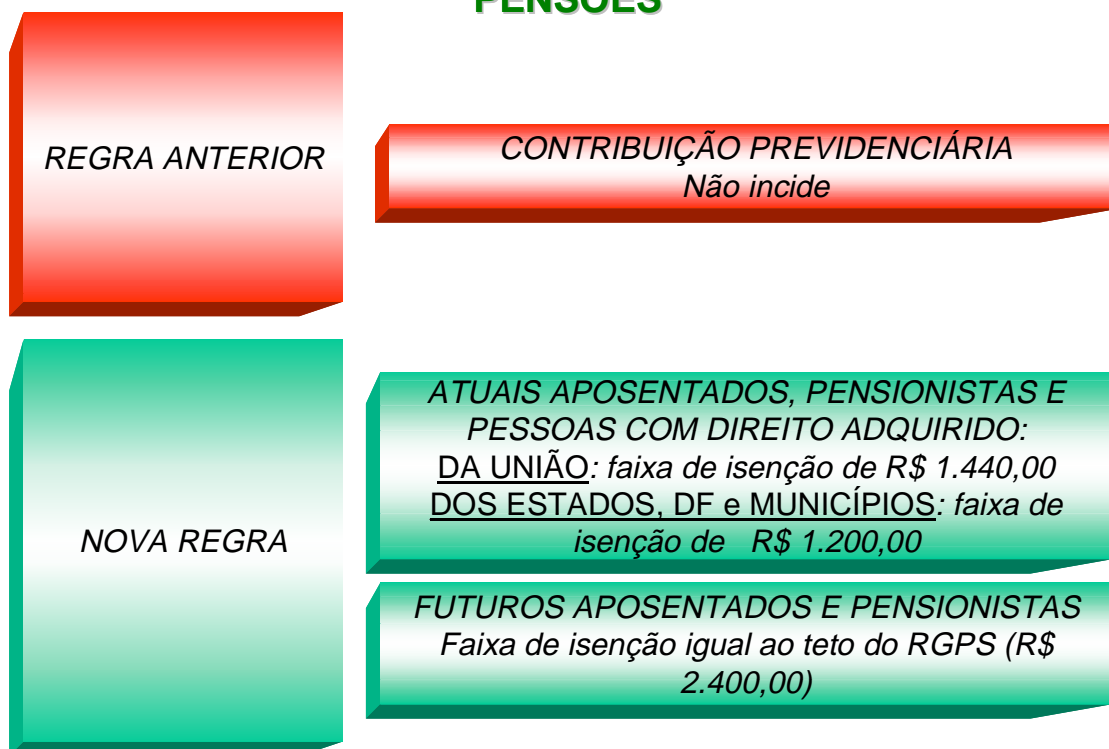 PENSÕES
REGRA ANTERIOR
CONTRIBUIÇÃO PREVIDENCIÁRIA
Não incide
NOVA REGRA
ATUAIS APOSENTADOS, PENSIONISTAS E
PESSOAS COM DIREITO ADQUIRIDO:
DA UNIÃO: faixa de isenção de R$ 1.440,00
DOS ESTADOS, DF e MUNICÍPIOS: faixa de
isenção de R$ 1.200,00
FUTUROS APOSENTADOS E PENSIONISTAS
Faixa de isenção igual ao teto do RGPS (R$
2.400,00)